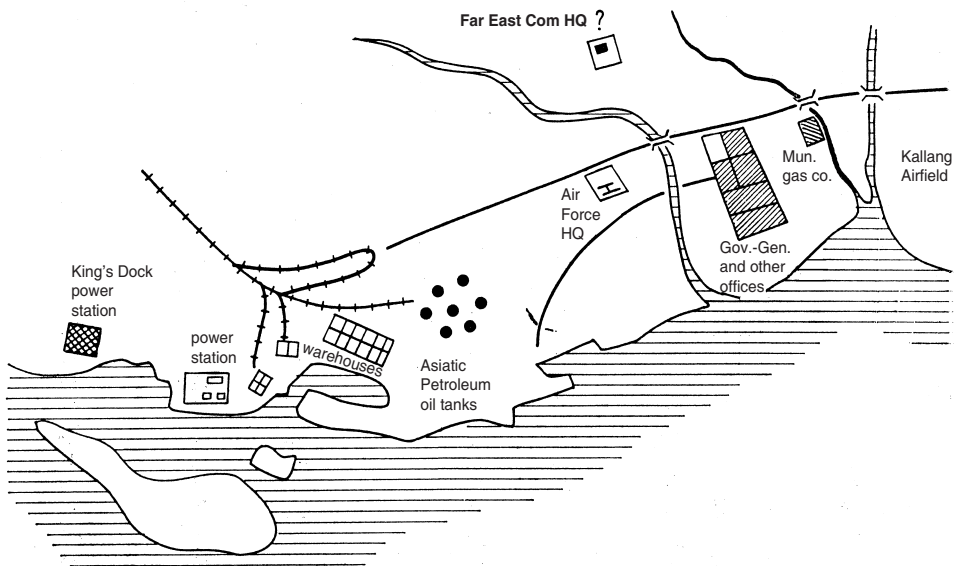 Far East Com HQ ?
Mun.
gas co.
Kallang
Airfield
Air
Force
HQ
Gov.-Gen.
and other
offices
King's Dock
power
station
power
station
warehouses
Asiatic
Petroleum
oil tanks